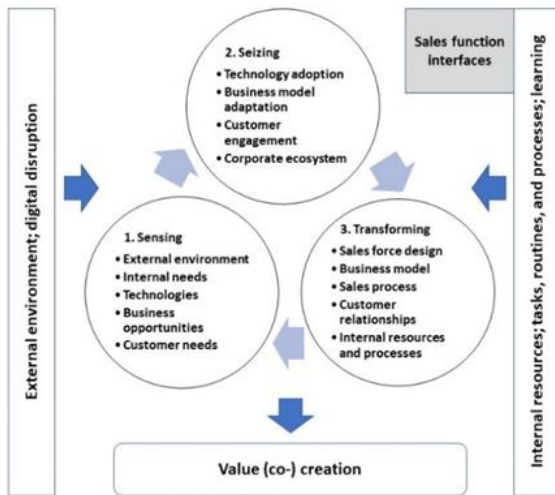 External environment; digital disruption
2. Seizing
• Technology adoption
• Business model
adaptation
• Customer
engagement
• Corporate ecosystem
Sales function
interfaces
1. Sensing
• External environment
• Internal needs
• Technologies
• Business
opportunities
• Customer needs
3. Transforming
• Sales force design
• Business model
• Sales process
• Customer
relationships
• Internal resources
and processes
Internal resources; tasks, routines, and processes; learning
Value (co-) creation